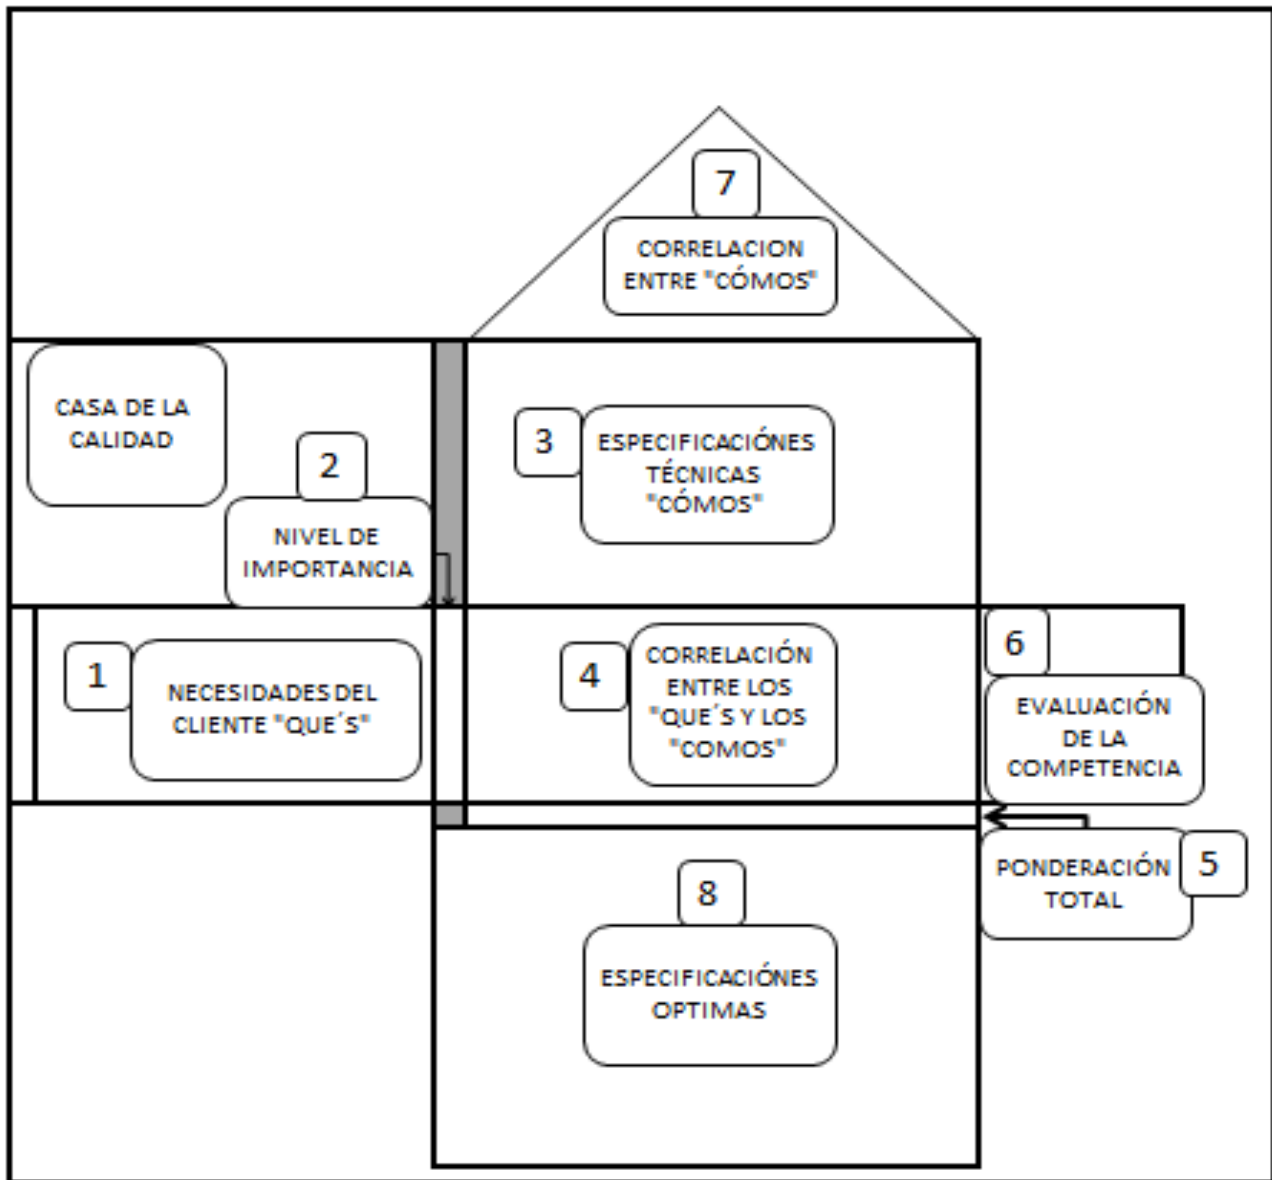 7
CORRELACION
ENTRE "CÓMOS"
CASA DE LA
CALIDAD
2
NIVEL DE
IMPORTANCIA
3
ESPECIFICACIÓNES
TÉCNICAS
"CÓMOS"
1
NECESIDADES DEL
CLIENTE "QUE´S"
4
CORRELACIÓN
ENTRE LOS
"QUE´S Y LOS
"COMOS"
6
EVALUACIÓN
DE LA
COMPETENCIA
PONDERACIÓN
TOTAL
5
8
ESPECIFICACIÓNES
OPTIMAS